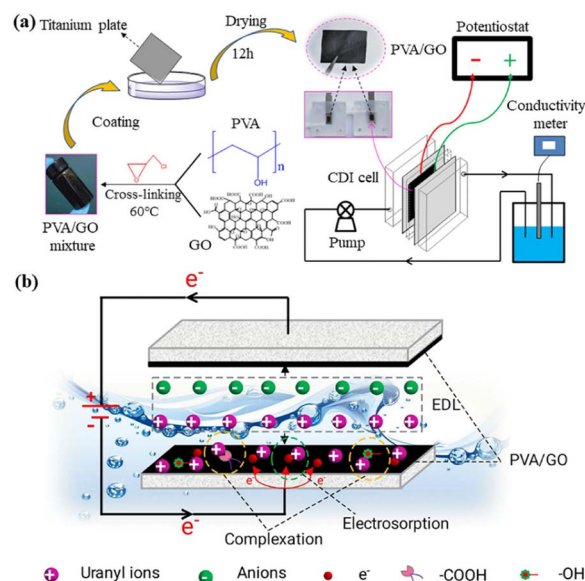 (a)
Titanium plate
Drying
12h
PVA/GO
Potentiostat
- +
Conductivity
meter
Coating
PVA
n
OH
Cl
O
Cross-linking
60°C
PVA/GO
mixture
GO
CDI cell
Pump
(b)
e-
+
-
EDL
PVA/GO
e- e-
e-
Complexation
Electrosorption
Uranyl ions
Anions
e-
-COOH
-OH